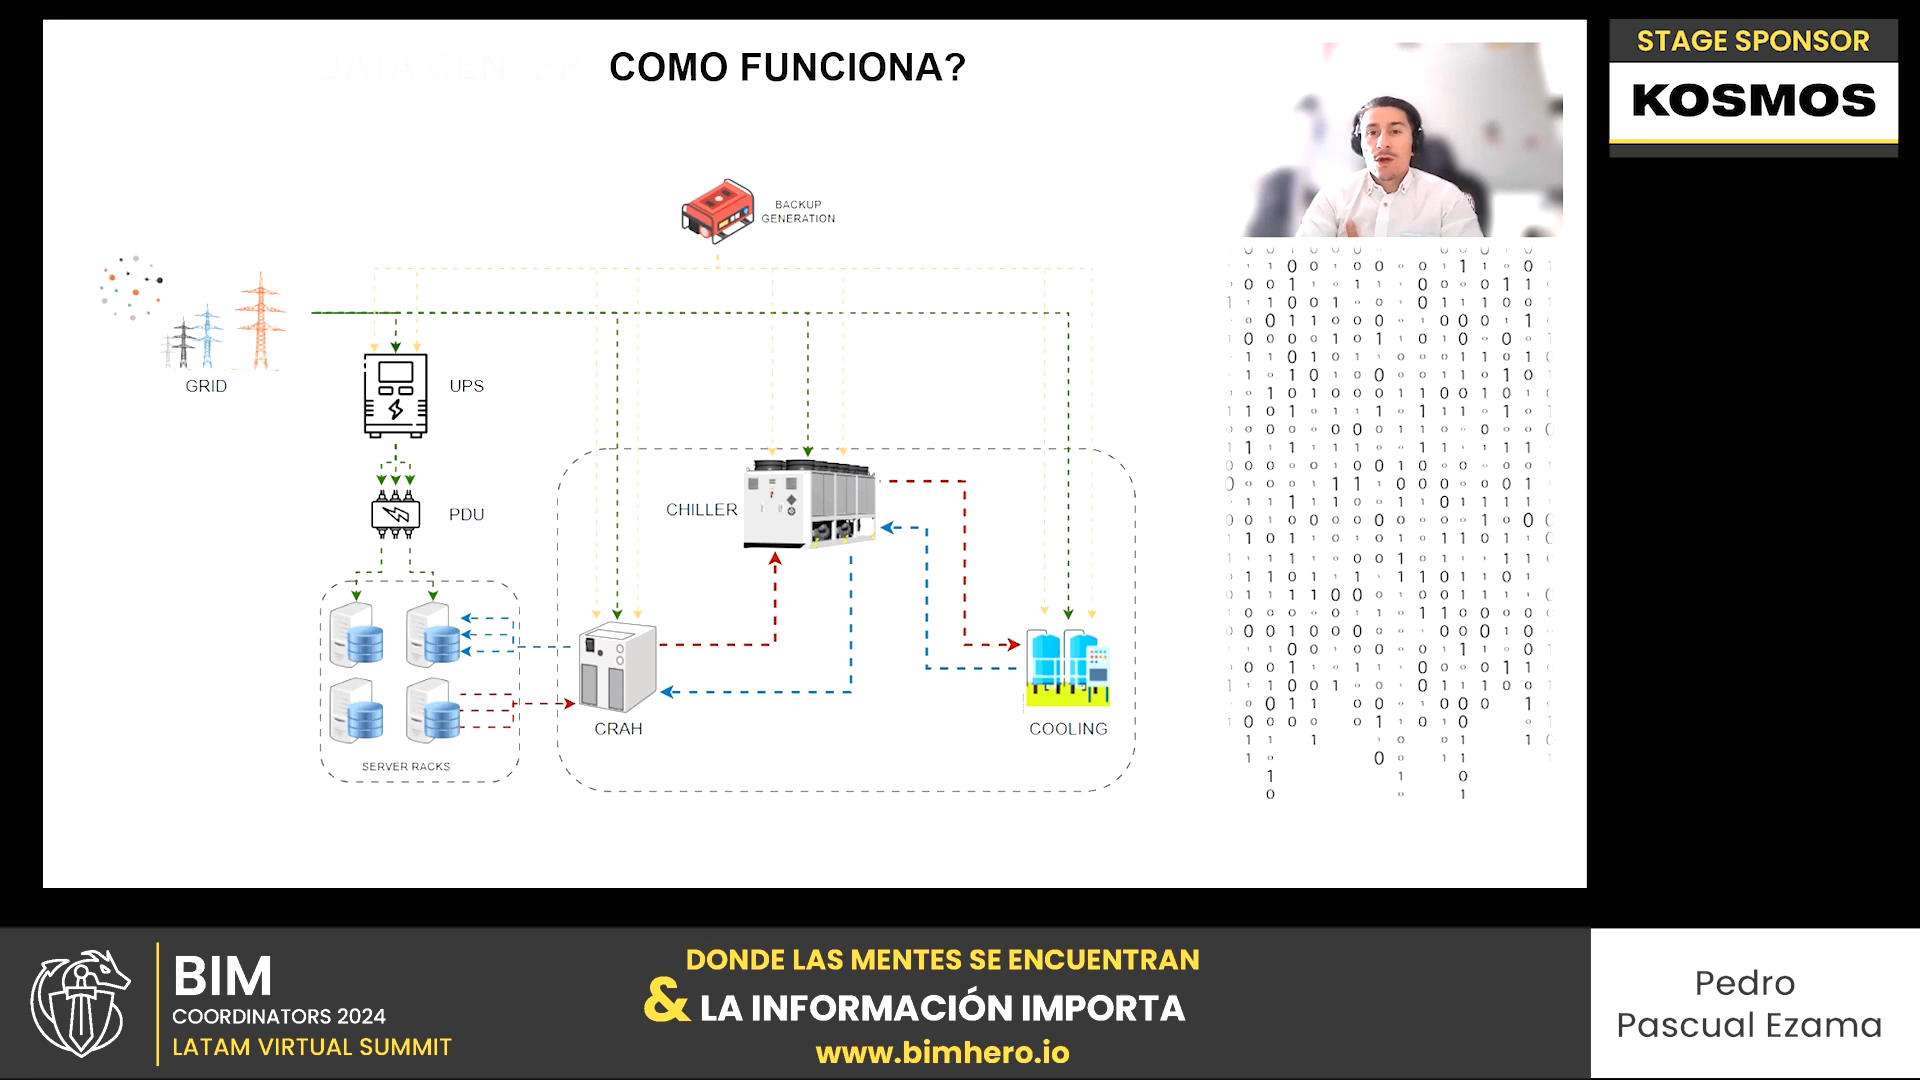 COMO FUNCIONA?
STAGE SPONSOR
KOSMOS
BACKUP
GENERATION
GRID
UPS
CHILLER
PDU
CRAH
COOLING
SERVER RACKS
BIM
COORDINATORS 2024
LATAM VIRTUAL SUMMIT
DONDE LAS MENTES SE ENCUENTRAN
& LA INFORMACIÓN IMPORTA
www.bimhero.io
Pedro
Pascual Ezama